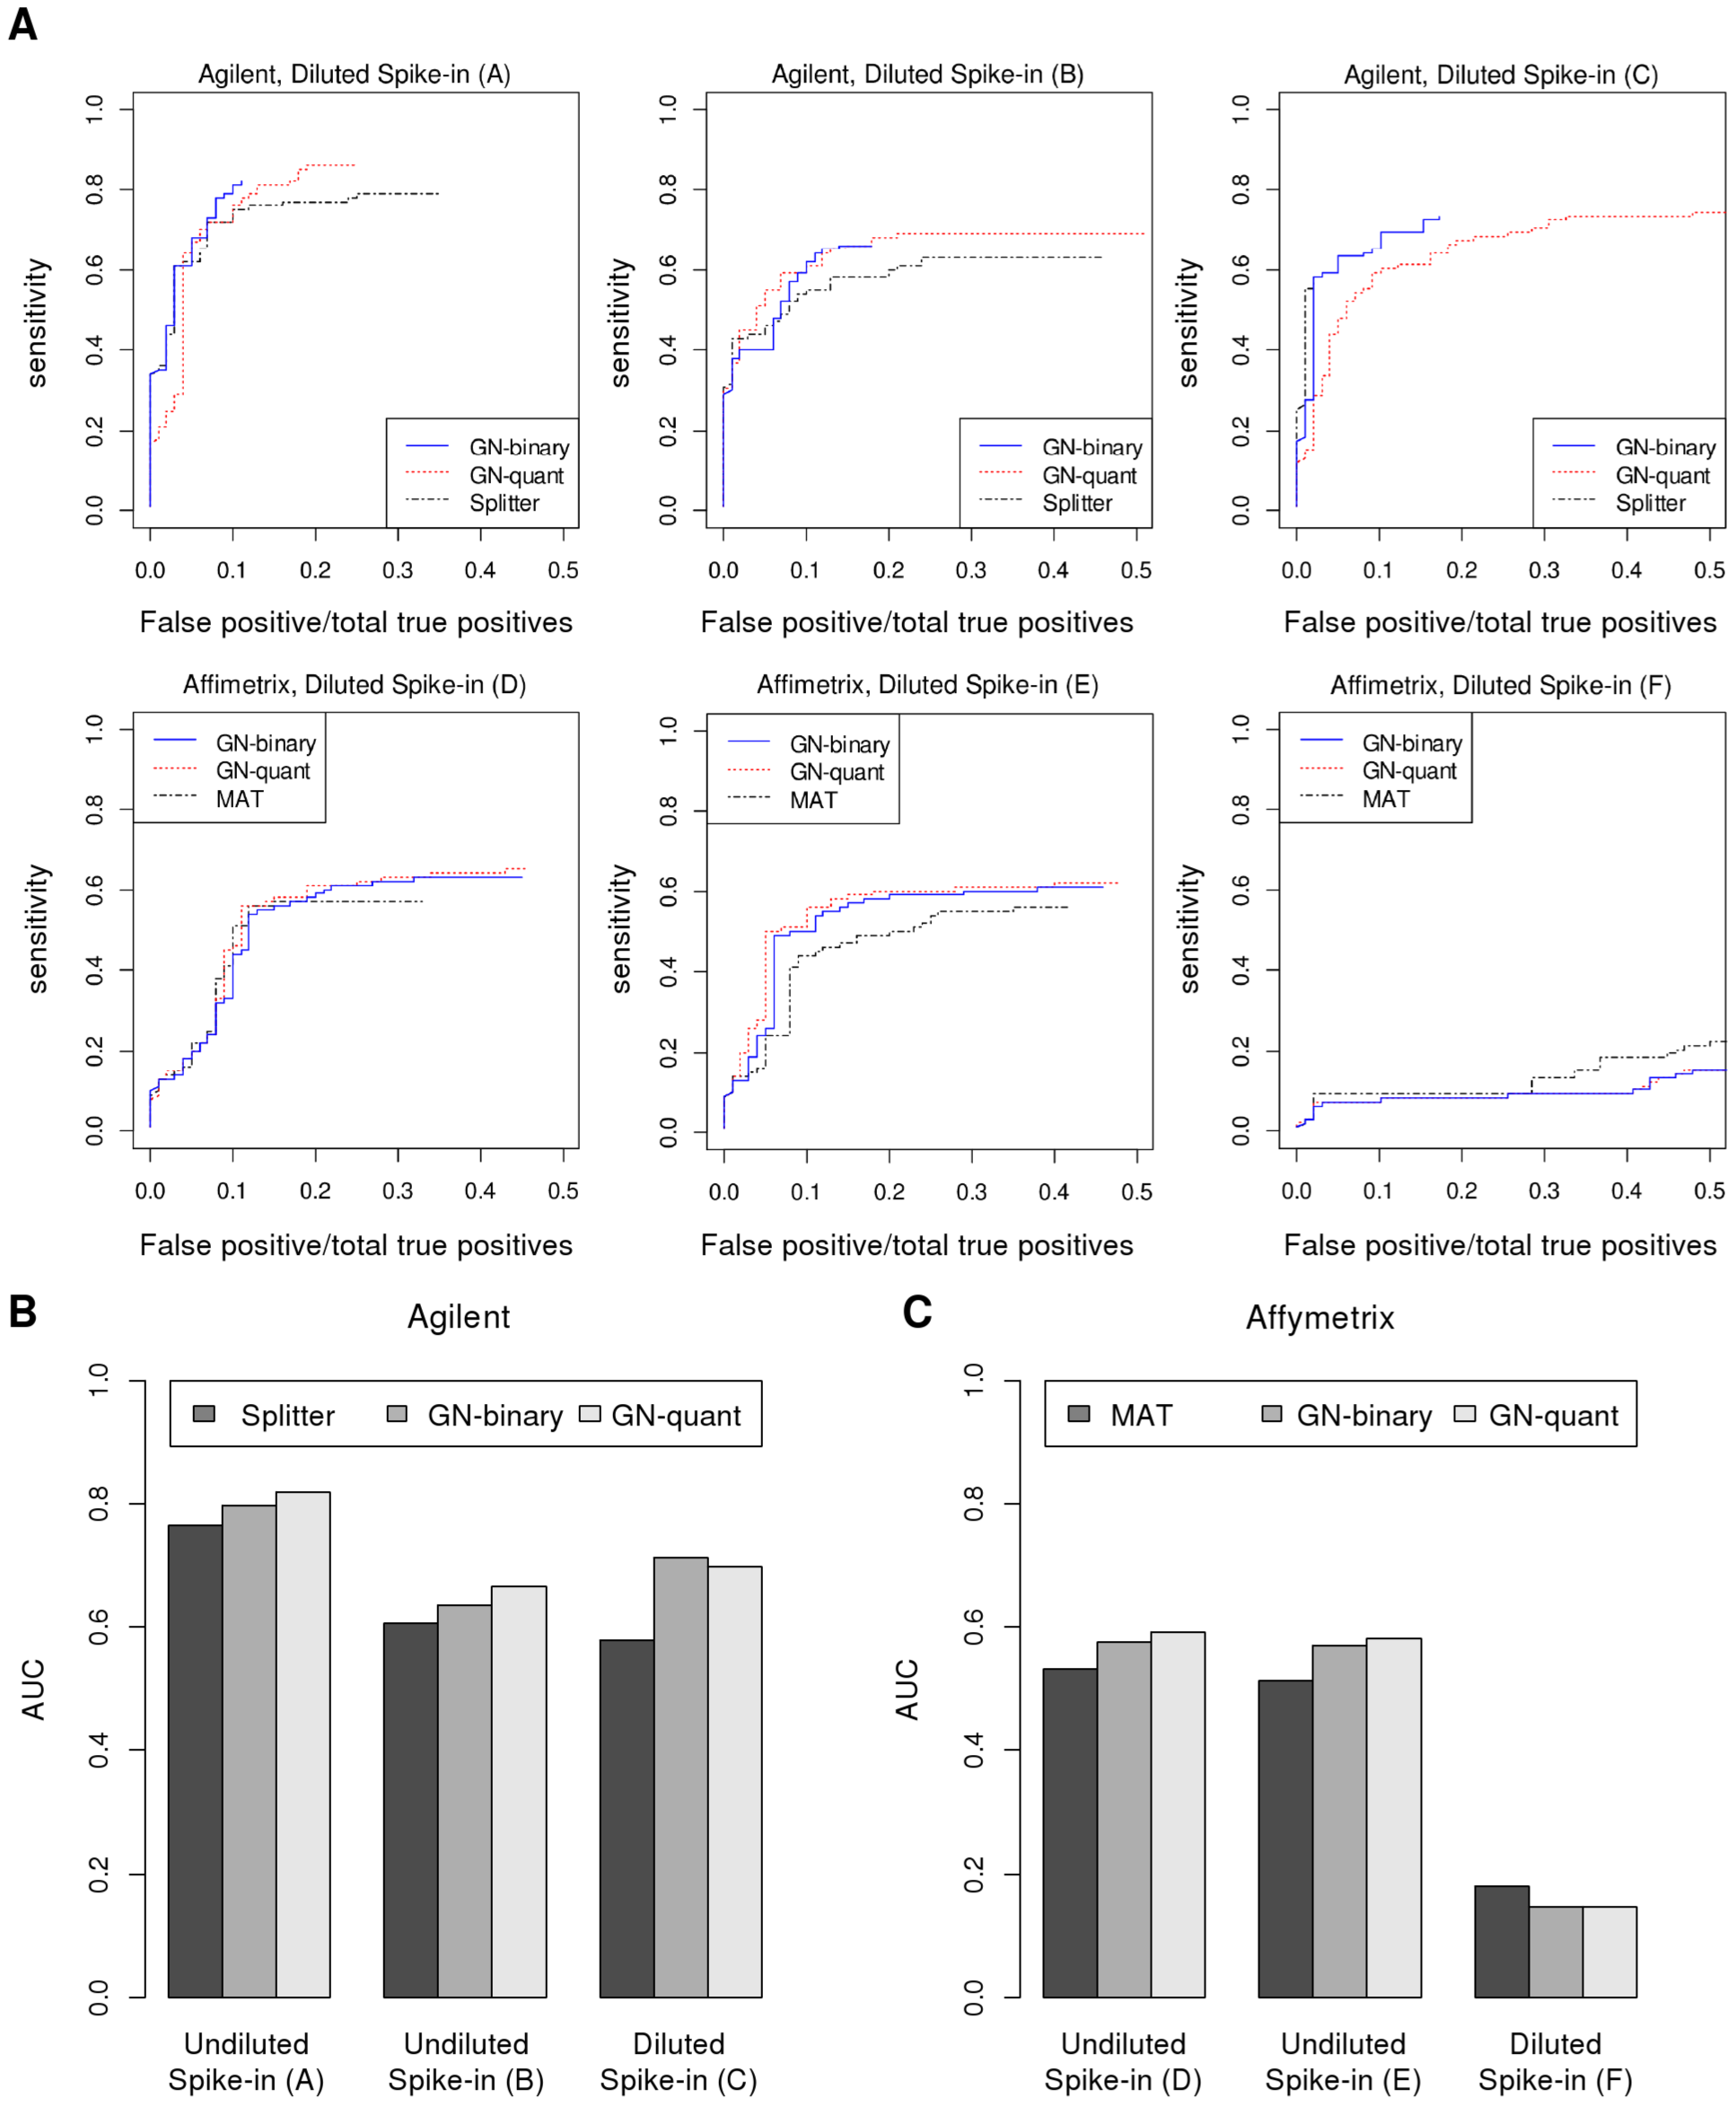 A
Agilent, Diluted Spike-in (A)
sensitivity
1.0
0.8
0.6
0.4
0.2
0.0
GN-binary
GN-quant
Splitter
0.0 0.1 0.2 0.3 0.4 0.5
False positive/total true positives
Agilent, Diluted Spike-in (B)
sensitivity
1.0
0.8
0.6
0.4
0.2
0.0
GN-binary
GN-quant
Splitter
0.0 0.1 0.2 0.3 0.4 0.5
False positive/total true positives
Agilent, Diluted Spike-in (C)
sensitivity
1.0
0.8
0.6
0.4
0.2
0.0
GN-binary
GN-quant
Splitter
0.0 0.1 0.2 0.3 0.4 0.5
False positive/total true positives
Affimetrix, Diluted Spike-in (D)
sensitivity
1.0
0.8
0.6
0.4
0.2
0.0
GN-binary
GN-quant
MAT
0.0 0.1 0.2 0.3 0.4 0.5
False positive/total true positives
Affimetrix, Diluted Spike-in (E)
sensitivity
1.0
0.8
0.6
0.4
0.2
0.0
GN-binary
GN-quant
MAT
0.0 0.1 0.2 0.3 0.4 0.5
False positive/total true positives
Affimetrix, Diluted Spike-in (F)
sensitivity
1.0
0.8
0.6
0.4
0.2
0.0
GN-binary
GN-quant
MAT
0.0 0.1 0.2 0.3 0.4 0.5
False positive/total true positives
B
Agilent
AUC
1.0
0.8
0.6
0.4
0.2
0.0
Splitter GN-binary GN-quant
Undiluted
Spike-in (A)
Undiluted
Spike-in (B)
Diluted
Spike-in (C)
C
Affymetrix
AUC
1.0
0.8
0.6
0.4
0.2
0.0
MAT GN-binary GN-quant
Undiluted
Spike-in (D)
Undiluted
Spike-in (E)
Diluted
Spike-in (F)